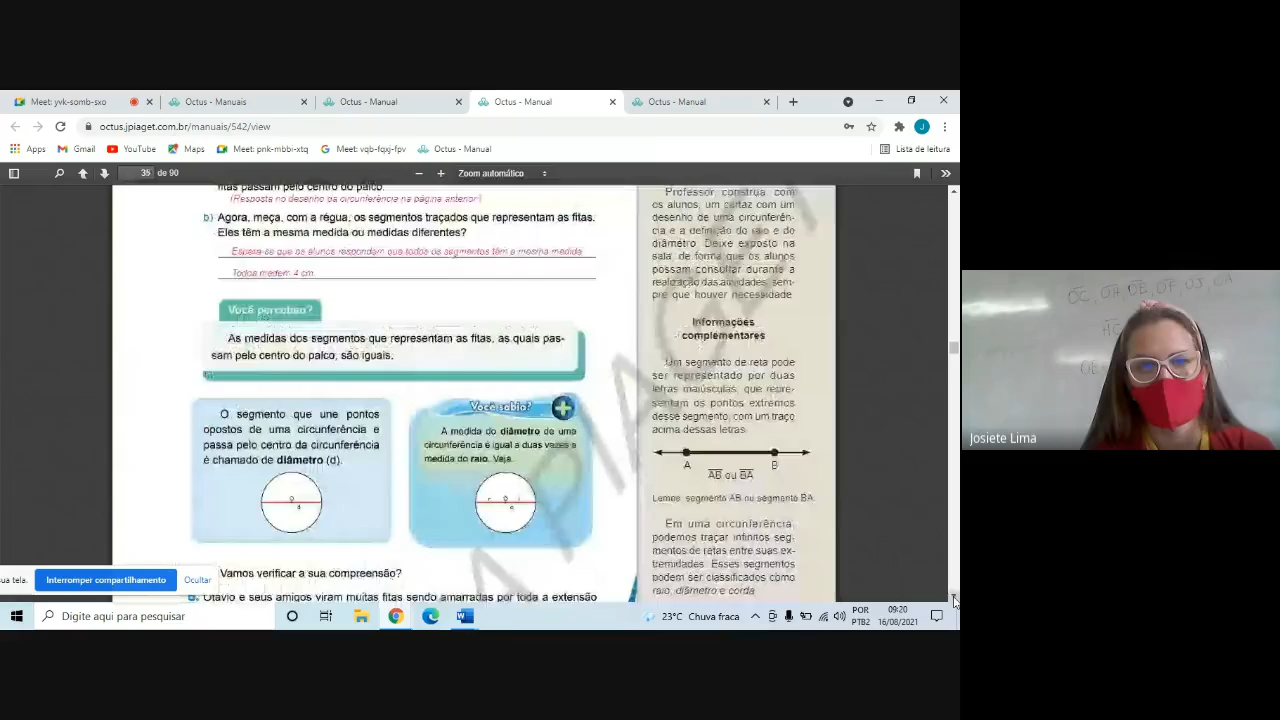 Meet: yvk-somb-sxo
Octus - Manuais
Octus - Manual
Octus - Manual
Octus - Manual
octus.jpiaget.com.br/manuais/542/view
Apps
Gmail
YouTube
Maps
Meet: pnk-mbbi-xtq
Meet: vqb-fqxj-fpv
Octus - Manual
Lista de leitura
35 de 90
Zoom automático
fitas passam pelo centro do palco.
(Resposta no desenho da circunferência na página anterior)
b) Agora, meça, com a régua, os segmentos traçados que representam as fitas.
Eles têm a mesma medida ou medidas diferentes?
Espera-se que os alunos respondam que todos os segmentos têm a mesma medida
Todos medem 4 cm.
Você percebeu?
As medidas dos segmentos que representam as fitas, as quais pas-
sam pelo centro do palco, são iguais.
O segmento que une pontos
opostos de uma circunferência e
passa pelo centro da circunferência
é chamado de diâmetro (d).
O
d
Você sabia?
A medida do diâmetro de uma
circunferência é igual a duas vezes a
medida do raio. Veja.
r O r
Vamos verificar a sua compreensão?
Otávio e seus amigos viram muitas fitas sendo amarradas por toda a extensão
Professor, construa com
os alunos, um cartaz com um
desenho de uma circunferên-
cia e a definição do raio e do
diâmetro. Deixe exposto na
sala, de forma que os alunos
possam consultar durante a
realização das atividades, sem-
pre que houver necessidade
Informações
complementares
Um segmento de reta pode
ser representado por duas
letras maiúsculas, que repre-
sentam os pontos extremos
desse segmento, com um traço
acima dessas letras.
A B
AB ou BA
Lemos: segmento AB ou segmento BA.
Em uma circunferência,
podemos traçar infinitos seg-
mentos de retas entre suas ex-
tremidades. Esses segmentos
podem ser classificados como
raio, diâmetro e corda
A PIAGET
sua tela.
Interromper compartilhamento
Ocultar
Digite aqui para pesquisar
23°C Chuva fraca
POR
PTB2
09:20
16/08/2021
Josiete Lima